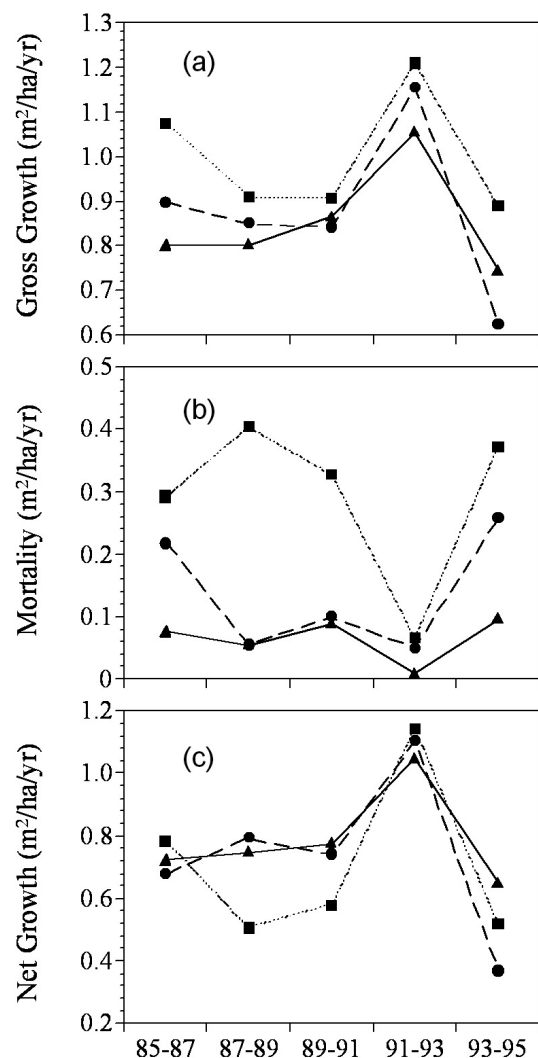 (a)
Gross Growth (m²/ha/yr)
1.3
1.2
1.1
1.0
0.9
0.8
0.7
0.6
(b)
Mortality (m²/ha/yr)
0.5
0.4
0.3
0.2
0.1
0
(c)
Net Growth (m²/ha/yr)
1.2
1.0
0.8
0.6
0.4
0.2
85-87 87-89 89-91 91-93 93-95